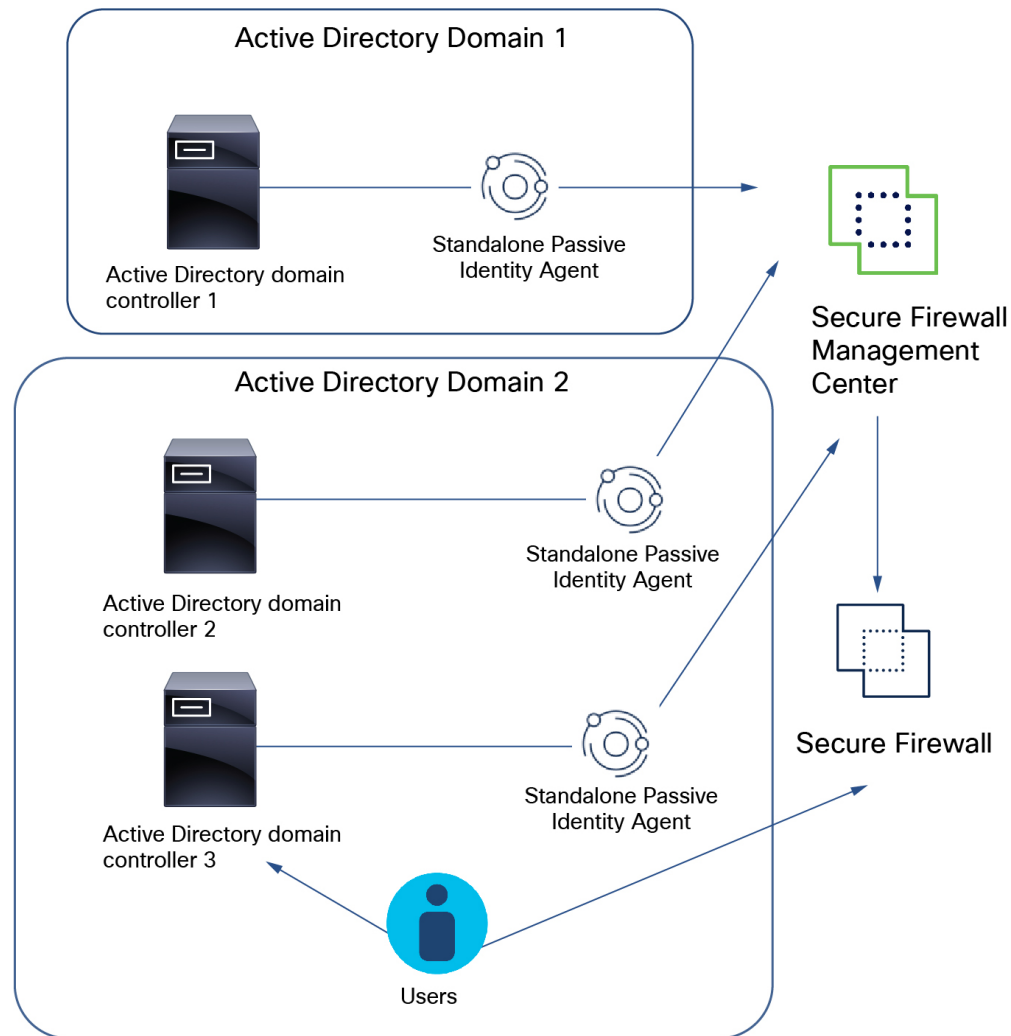 Active Directory Domain 1
Active Directory domain
controller 1
Standalone Passive
Identity Agent
Secure Firewall
Management
Center
Active Directory Domain 2
Active Directory domain
controller 2
Standalone Passive
Identity Agent
Secure Firewall
Active Directory domain
controller 3
Standalone Passive
Identity Agent
Users